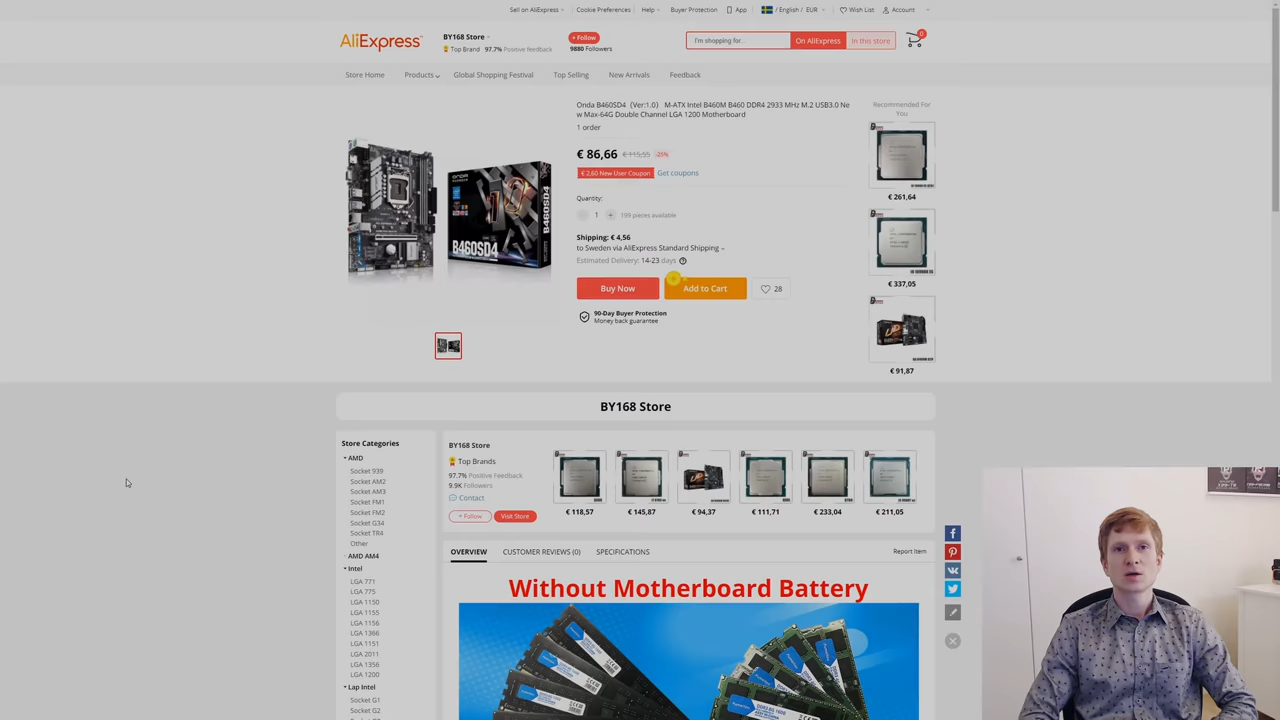 Sell on AliExpress
Cookie Preferences
Help
Buyer Protection
App
/ English / EUR
Wish List
Account
AliExpress
BY168 Store
Top Brand 97.7% Positive feedback
+ Follow
9880 Followers
I'm shopping for...
On AliExpress
In this store
0
Store Home
Products
Global Shopping Festival
Top Selling
New Arrivals
Feedback
Onda B460SD4（Ver:1.0） M-ATX Intel B460M B460 DDR4 2933 MHz M.2 USB3.0 Ne
w Max-64G Double Channel LGA 1200 Motherboard
1 order
€ 86,66 € 115,55 -25%
€ 2,60 New User Coupon Get coupons
Quantity:
1
199 pieces available
Shipping: € 4,56
to Sweden via AliExpress Standard Shipping
Estimated Delivery: 14-23 days
Buy Now
Add to Cart
28
90-Day Buyer Protection
Money back guarantee
B460SD4
B460SD4
Recommended For
You
€ 261,64
€ 337,05
€ 91,87
BY168 Store
Store Categories
AMD
Socket 939
Socket AM2
Socket AM3
Socket FM1
Socket FM2
Socket G34
Socket TR4
Other
AMD AM4
Intel
LGA 771
LGA 775
LGA 1150
LGA 1155
LGA 1156
LGA 1366
LGA 1151
LGA 2011
LGA 1356
LGA 1200
Lap Intel
Socket G1
Socket G2
BY168 Store
Top Brands
97.7% Positive Feedback
9.9K Followers
Contact
+ Follow
Visit Store
€ 118,57
€ 145,87
€ 94,37
€ 111,71
€ 233,04
€ 211,05
OVERVIEW
CUSTOMER REVIEWS (0)
SPECIFICATIONS
Report Item
Without Motherboard Battery